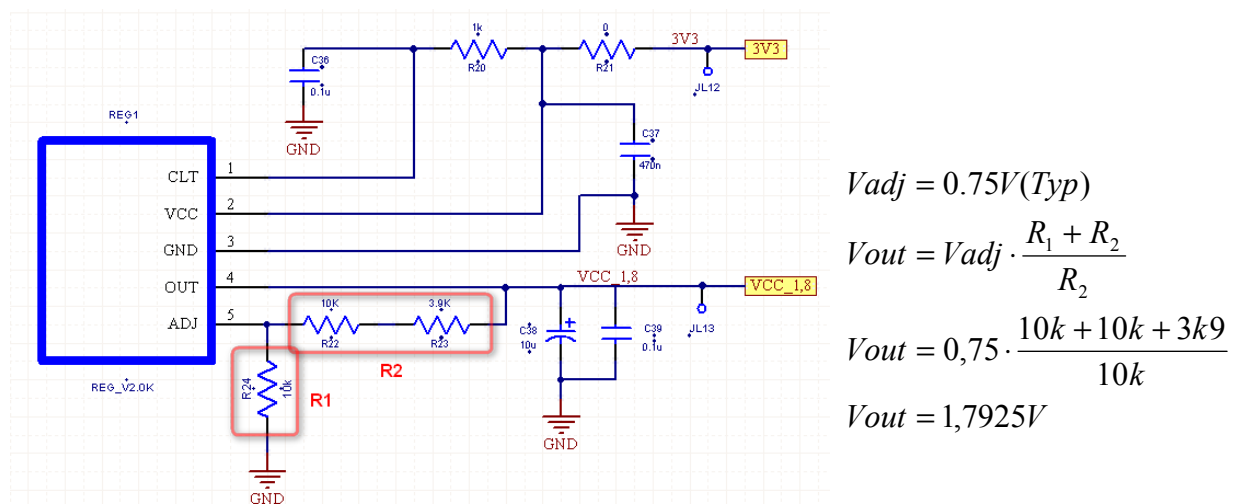 1k
R20
0
R21
3V3
3V3
JL12
C36
0.1u
GND
REG1
C37
470n
GND
CLT 1
VCC 2
GND 3
OUT 4
ADJ 5
REG_V2.0K
10K
R22
3.9K
R23
R2
R24
10k
R1
GND
VCC_1,8
VCC_1,8
C38
10u
C39
0.1u
JL13
GND
Vadj = 0.75V(Typ)
Vout = Vadj · (R₁ + R₂) / R₂
Vout = 0,75 · (10k + 10k + 3k9) / 10k
Vout = 1,7925V